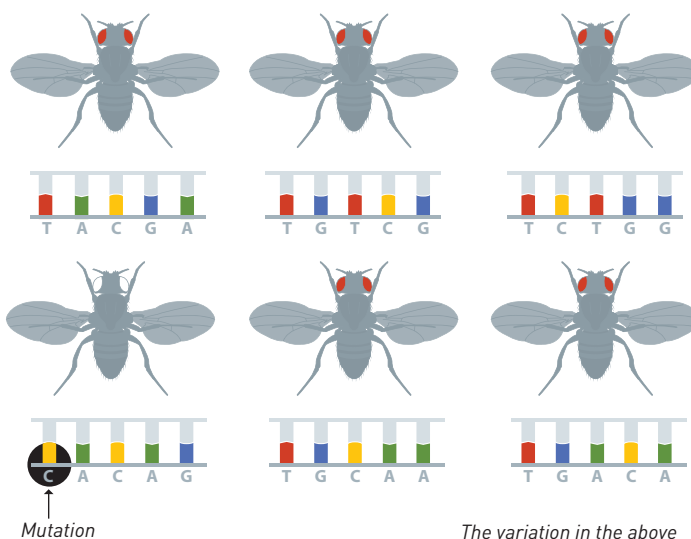 T A C G A
T G T C G
T C T G G
C A C A G
T G C A A
T G A C A
Mutation
The variation in the above